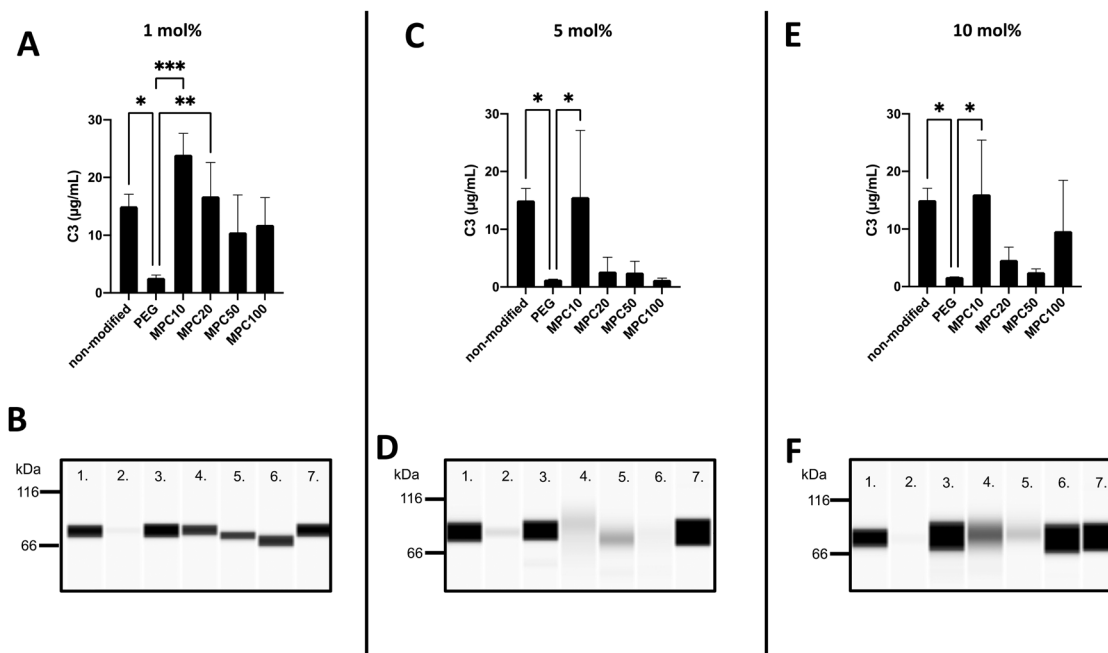 A
1 mol%
***
*
**
30
20
10
0
C3 (µg/mL)
non-modified
PEG
MPC10
MPC20
MPC50
MPC100
B
kDa
116
66
1. 2. 3. 4. 5. 6. 7.
C
5 mol%
* *
30
20
10
0
C3 (µg/mL)
non-modified
PEG
MPC10
MPC20
MPC50
MPC100
D
kDa
116
66
1. 2. 3. 4. 5. 6. 7.
E
10 mol%
* *
30
20
10
0
C3 (µg/mL)
non-modified
PEG
MPC10
MPC20
MPC50
MPC100
F
kDa
116
66
1. 2. 3. 4. 5. 6. 7.